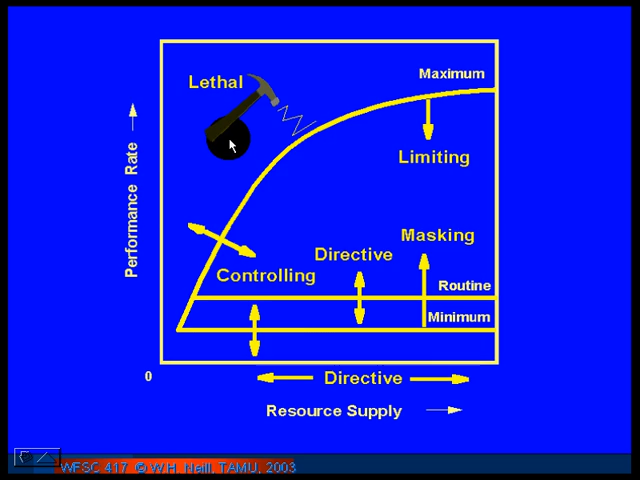 Maximum
Lethal
Limiting
Performance Rate
Masking
Directive
Controlling
Routine
Minimum
0
Directive
Resource Supply
WFSC 417 © W.H. Neill, TAMU, 2003